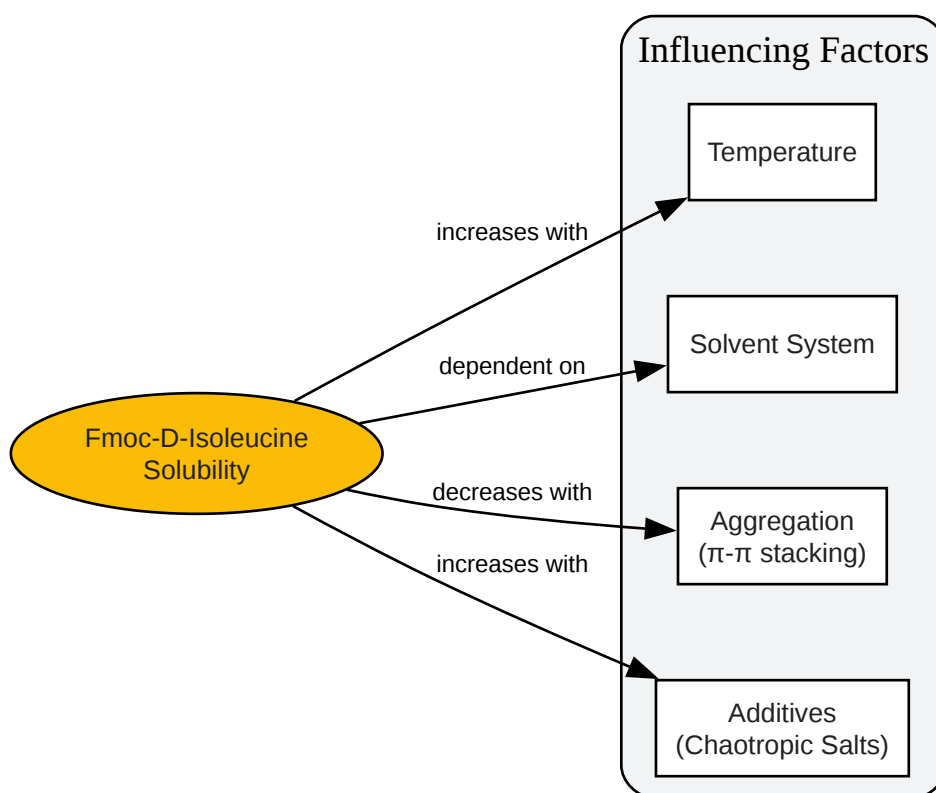 Influencing Factors
Temperature
increases with
Solvent System
dependent on
Fmoc-D-Isoleucine
Solubility
decreases with
Aggregation
(π-π stacking)
increases with
Additives
(Chaotropic Salts)